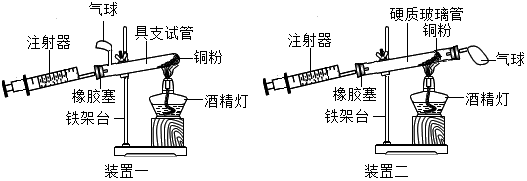 气球
注射器
具支试管
铜粉
橡胶塞
铁架台
酒精灯
装置一
硬质玻璃管
铜粉
注射器
气球
橡胶塞
铁架台
酒精灯
装置二